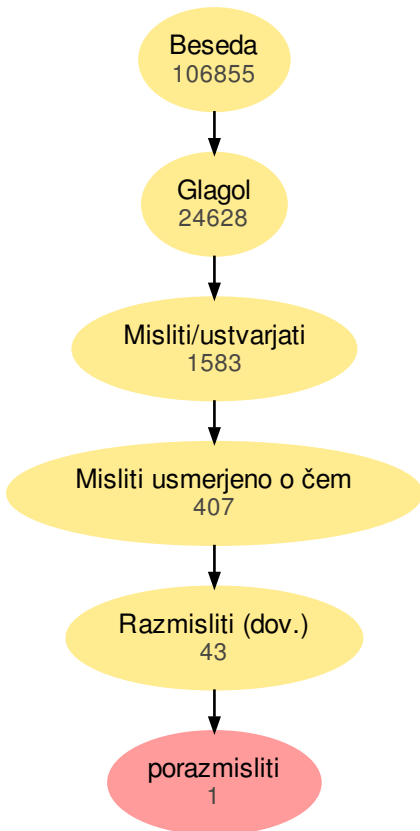 Beseda
106855
Glagol
24628
Misliti/ustvarjati
1583
Misliti usmerjeno o čem
407
Razmisliti (dov.)
43
porazmisliti
1